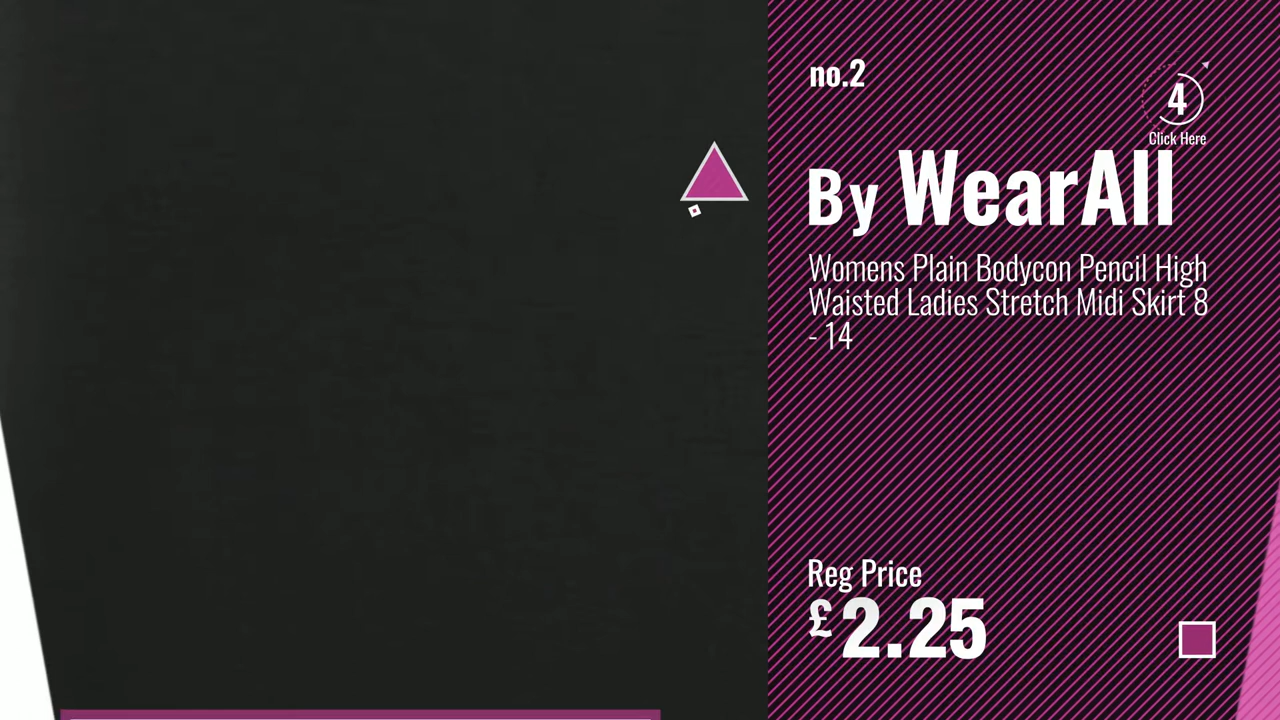 no.2
4
Click Here
By WearAll
Womens Plain Bodycon Pencil High
Waisted Ladies Stretch Midi Skirt 8
- 14
Reg Price
£2.25